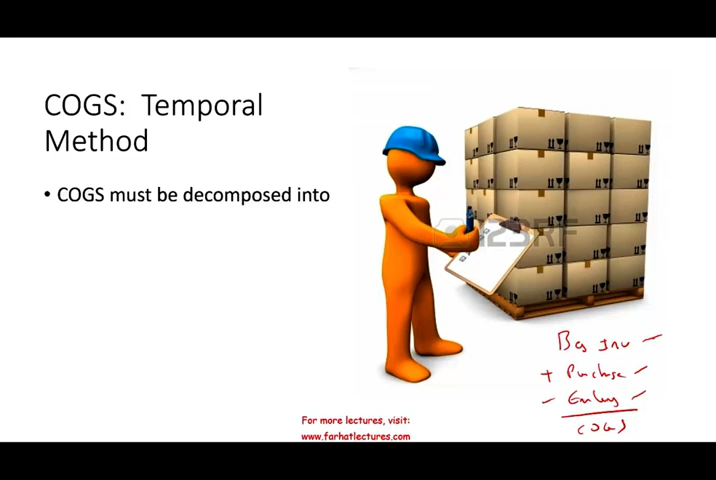 COGS: Temporal
Method
• COGS must be decomposed into
123RF
Beg Inv
+ Purchase
- Ending
COGS
For more lectures, visit:
www.farhatlectures.com